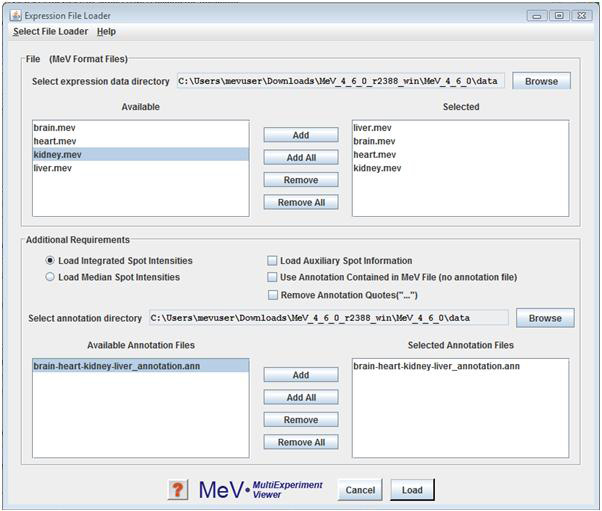 Expression File Loader
Select File Loader Help
File (MeV Format Files)
Select expression data directory C:\Users\mevuser\Downloads\MeV_4_6_0_r2388_win\MeV_4_6_0\data Browse
Available Selected
brain.mev
heart.mev
kidney.mev
liver.mev
Add
Add All
Remove
Remove All
liver.mev
brain.mev
heart.mev
kidney.mev
Additional Requirements
Load Integrated Spot Intensities
Load Median Spot Intensities
Load Auxiliary Spot Information
Use Annotation Contained in MeV File (no annotation file)
Remove Annotation Quotes("...")
Select annotation directory C:\Users\mevuser\Downloads\MeV_4_6_0_r2388_win\MeV_4_6_0\data Browse
Available Annotation Files Selected Annotation Files
brain-heart-kidney-liver_annotation.ann
Add
Add All
Remove
Remove All
brain-heart-kidney-liver_annotation.ann
? MeV • MultiExperiment Viewer Cancel Load